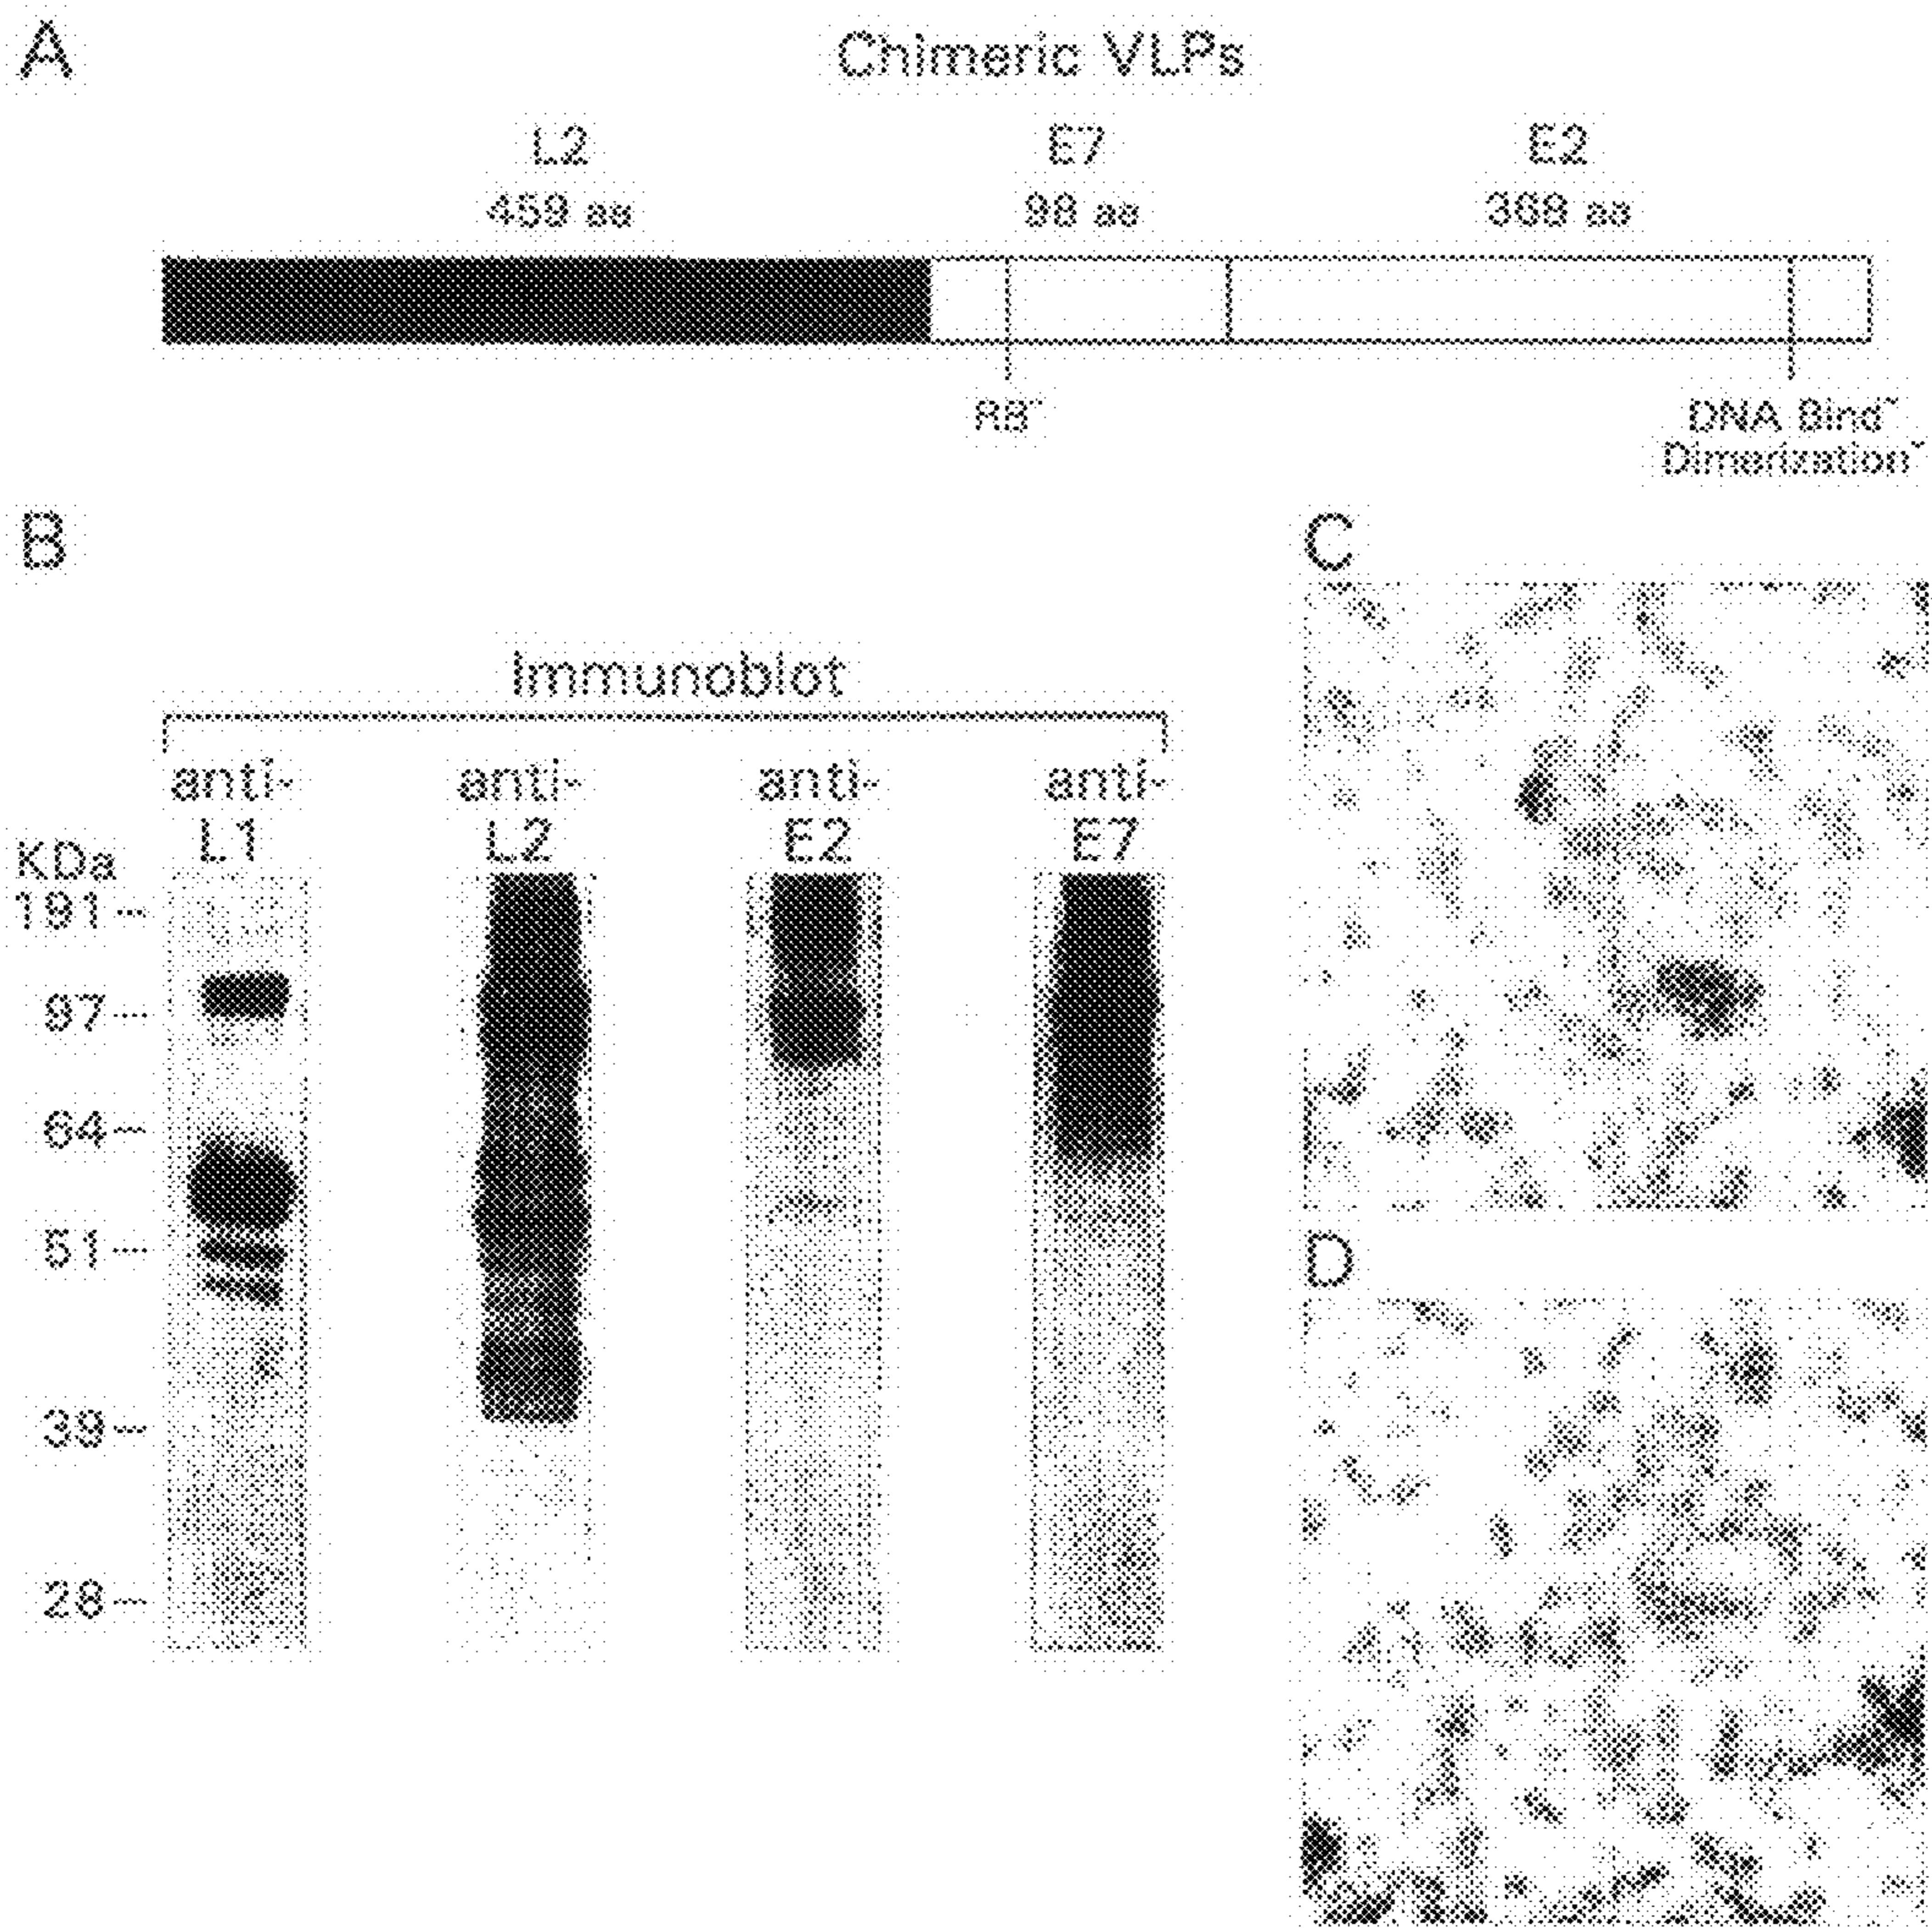 A
Chimeric VLPs
L2 E7 E2
459 aa 98 aa 368 aa
RB⁻ DNA Bind⁻
Dimerization⁻
B
C
Immunoblot
anti- anti- anti- anti-
L1 L2 E2 E7
KDa
191
97
64
51
D
39
28